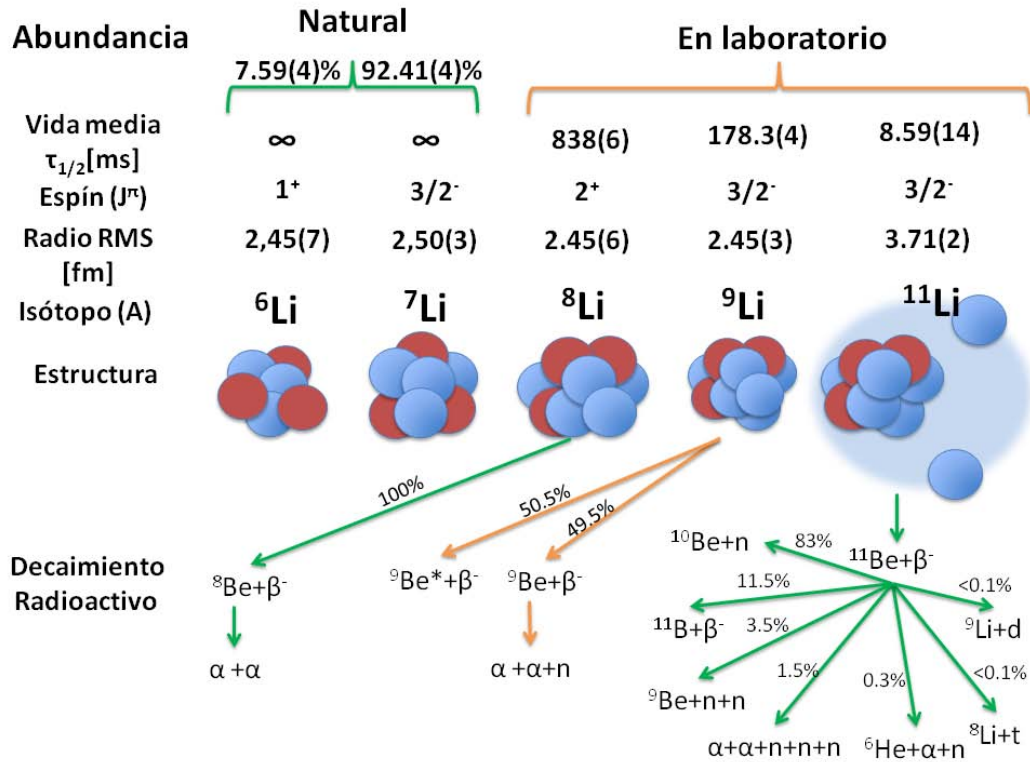 Abundancia
Natural
En laboratorio
7.59(4)% 92.41(4)%
Vida media
τ₁/₂[ms]
∞ ∞ 838(6) 178.3(4) 8.59(14)
Espín (Jᵖⁱ) 1⁺ 3/2⁻ 2⁺ 3/2⁻ 3/2⁻
Radio RMS
[fm]
2,45(7) 2,50(3) 2.45(6) 2.45(3) 3.71(2)
Isótopo (A) ⁶Li ⁷Li ⁸Li ⁹Li ¹¹Li
Estructura
100%
50.5%
49.5%
Decaimiento
Radioactivo
⁸Be+β⁻
α +α
⁹Be*+β⁻
⁹Be+β⁻
α +α+n
¹¹Be+β⁻
83%
¹⁰Be+n
11.5%
¹¹B+β⁻
3.5%
⁹Be+n+n
1.5%
α+α+n+n+n
0.3%
⁶He+α+n
<0.1%
⁸Li+t
<0.1%
⁹Li+d